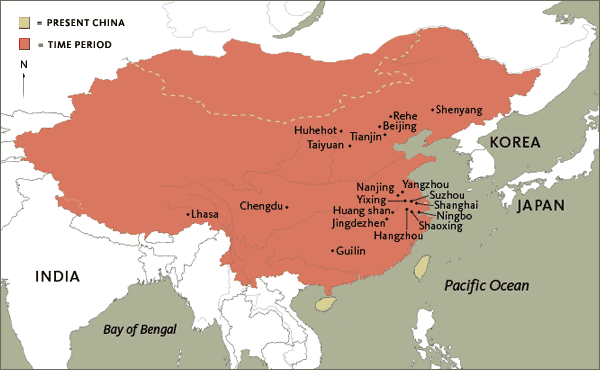 = PRESENT CHINA
= TIME PERIOD
N
Rehe
Shenyang
Beijing
Huhehot
Tianjin
Taiyuan
KOREA
Nanjing
Yangzhou
Yixing
Suzhou
Shanghai
JAPAN
Lhasa
Chengdu
Huang shan
Ningbo
Jingdezhen
Shaoxing
Hangzhou
Guilin
INDIA
Pacific Ocean
Bay of Bengal